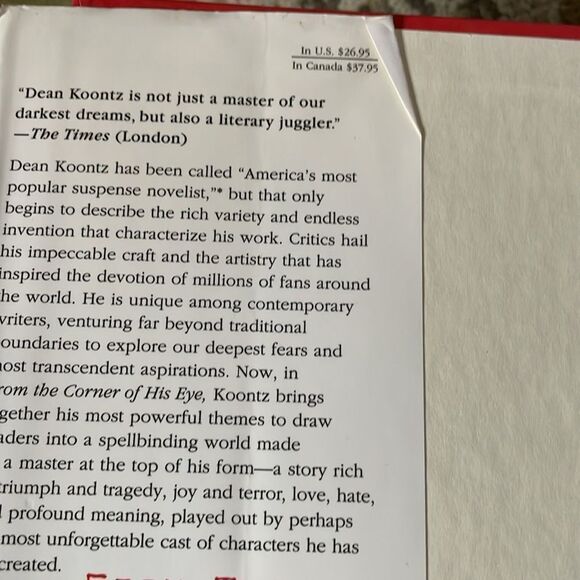 In U.S. $26.95
In Canada $37.95
“Dean Koontz is not just a master of our
darkest dreams, but also a literary juggler.”
—The Times (London)
Dean Koontz has been called “America's most
popular suspense novelist,”* but that only
begins to describe the rich variety and endless
invention that characterize his work. Critics hail
his impeccable craft and the artistry that has
inspired the devotion of millions of fans around
he world. He is unique among contemporary
writers, venturing far beyond traditional
oundaries to explore our deepest fears and
ost transcendent aspirations. Now, in
rom the Corner of His Eye, Koontz brings
gether his most powerful themes to draw
aders into a spellbinding world made
a master at the top of his form—a story rich
triumph and tragedy, joy and terror, love, hate,
profound meaning, played out by perhaps
most unforgettable cast of characters he has
created.